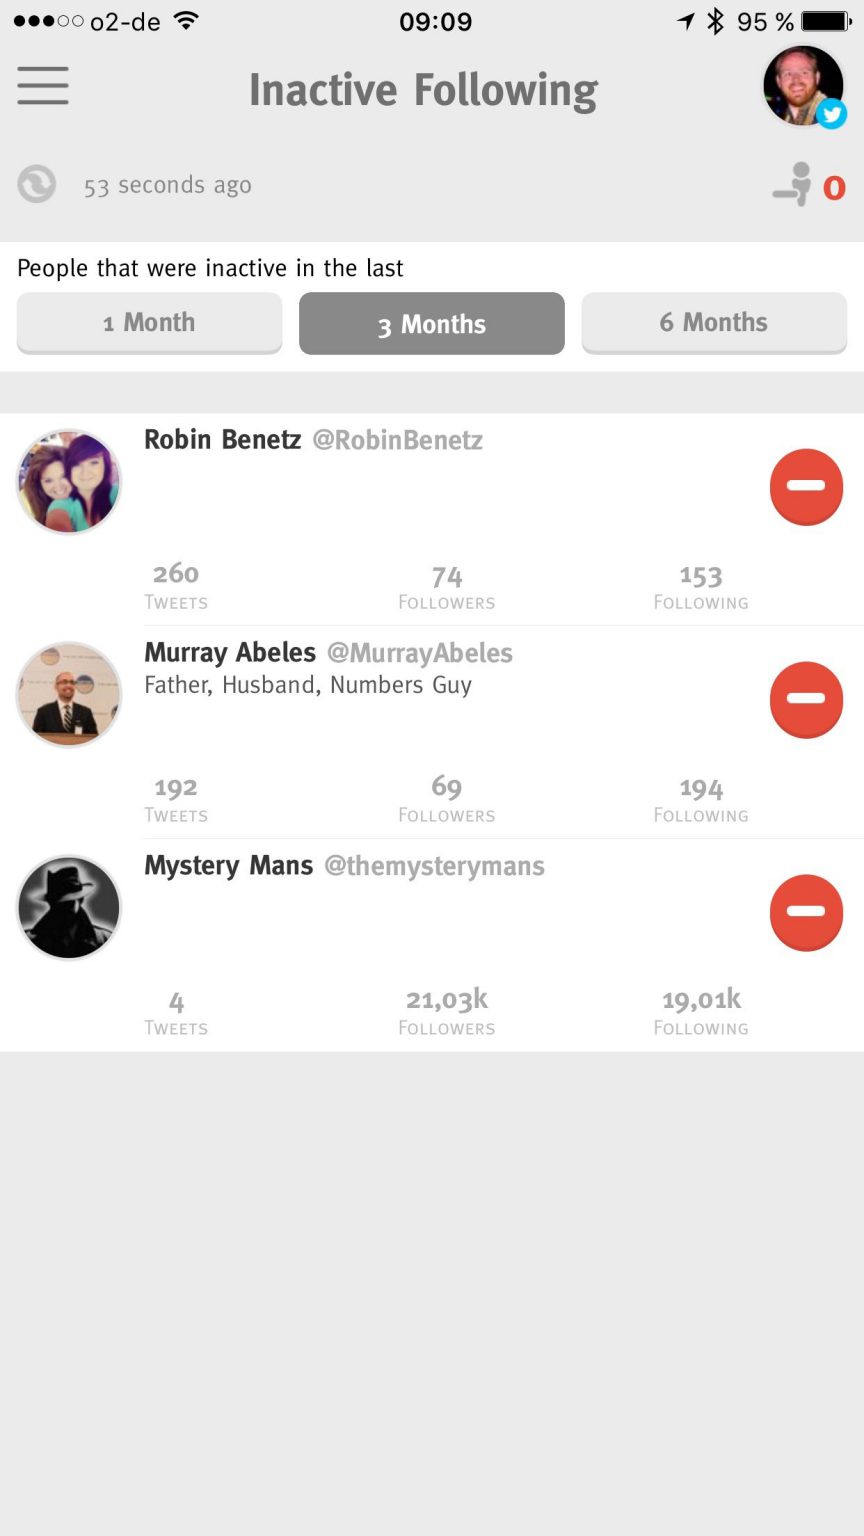 o2-de 09:09 95 %
Inactive Following
53 seconds ago 0
People that were inactive in the last
1 Month 3 Months 6 Months
Robin Benetz @RobinBenetz
260 74 153
TWEETS FOLLOWERS FOLLOWING
Murray Abeles @MurrayAbeles
Father, Husband, Numbers Guy
192 69 194
TWEETS FOLLOWERS FOLLOWING
Mystery Mans @themysterymans
4 21,03k 19,01k
TWEETS FOLLOWERS FOLLOWING